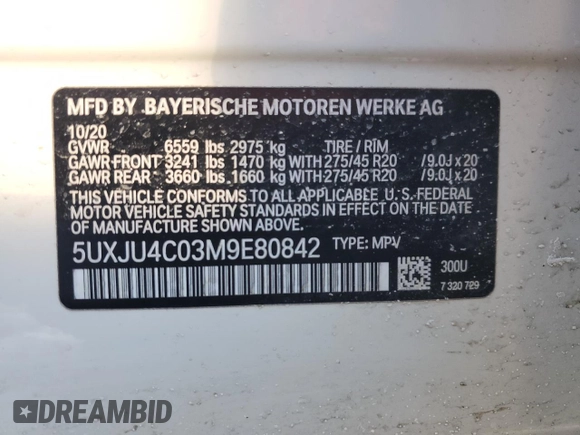 MFD BY BAYERISCHE MOTOREN WERKE AG
10/20
GVWR 6559 lbs 2975 kg TIRE / RIM
GAWR FRONT 3241 lbs 1470 kg WITH 275/45 R20 /9.0J x 20
GAWR REAR 3660 lbs 1660 kg WITH 275/45 R20 /9.0J x 20
THIS VEHICLE CONFORMS TO ALL APPLICABLE U. S. FEDERAL
MOTOR VEHICLE SAFETY STANDARDS IN EFFECT ON THE DATE
OF MANUFACTURE SHOWN ABOVE.
5UXJU4C03M9E80842 TYPE: MPV
300U
7 320 729
DREAMBID